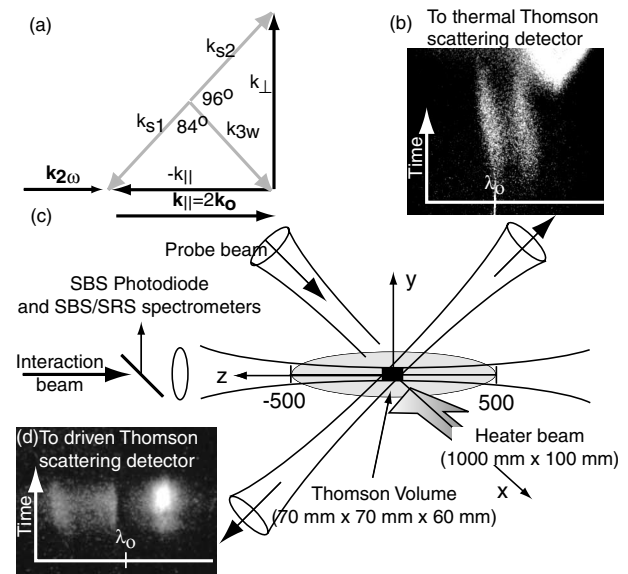 (a)
k_s2
k_⊥
96°
k_s1
84°
k_3w
-k_||
k_2ω
k_||=2k_o
(b)
To thermal Thomson
scattering detector
Time
λ_o
(c)
Probe beam
SBS Photodiode
and SBS/SRS spectrometers
Interaction
beam
y
z
-500
500
Heater beam
(1000 mm x 100 mm)
x
Thomson Volume
(70 mm x 70 mm x 60 mm)
(d)To driven Thomson
scattering detector
Time
λ_o